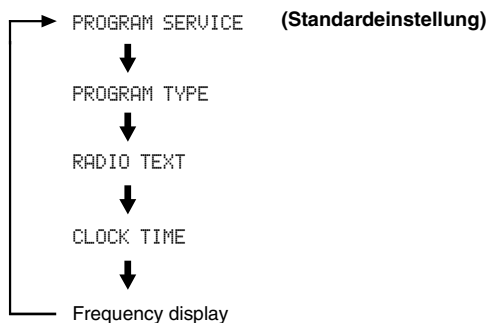 PROGRAM SERVICE (Standardeinstellung)
PROGRAM TYPE
RADIO TEXT
CLOCK TIME
Frequency display